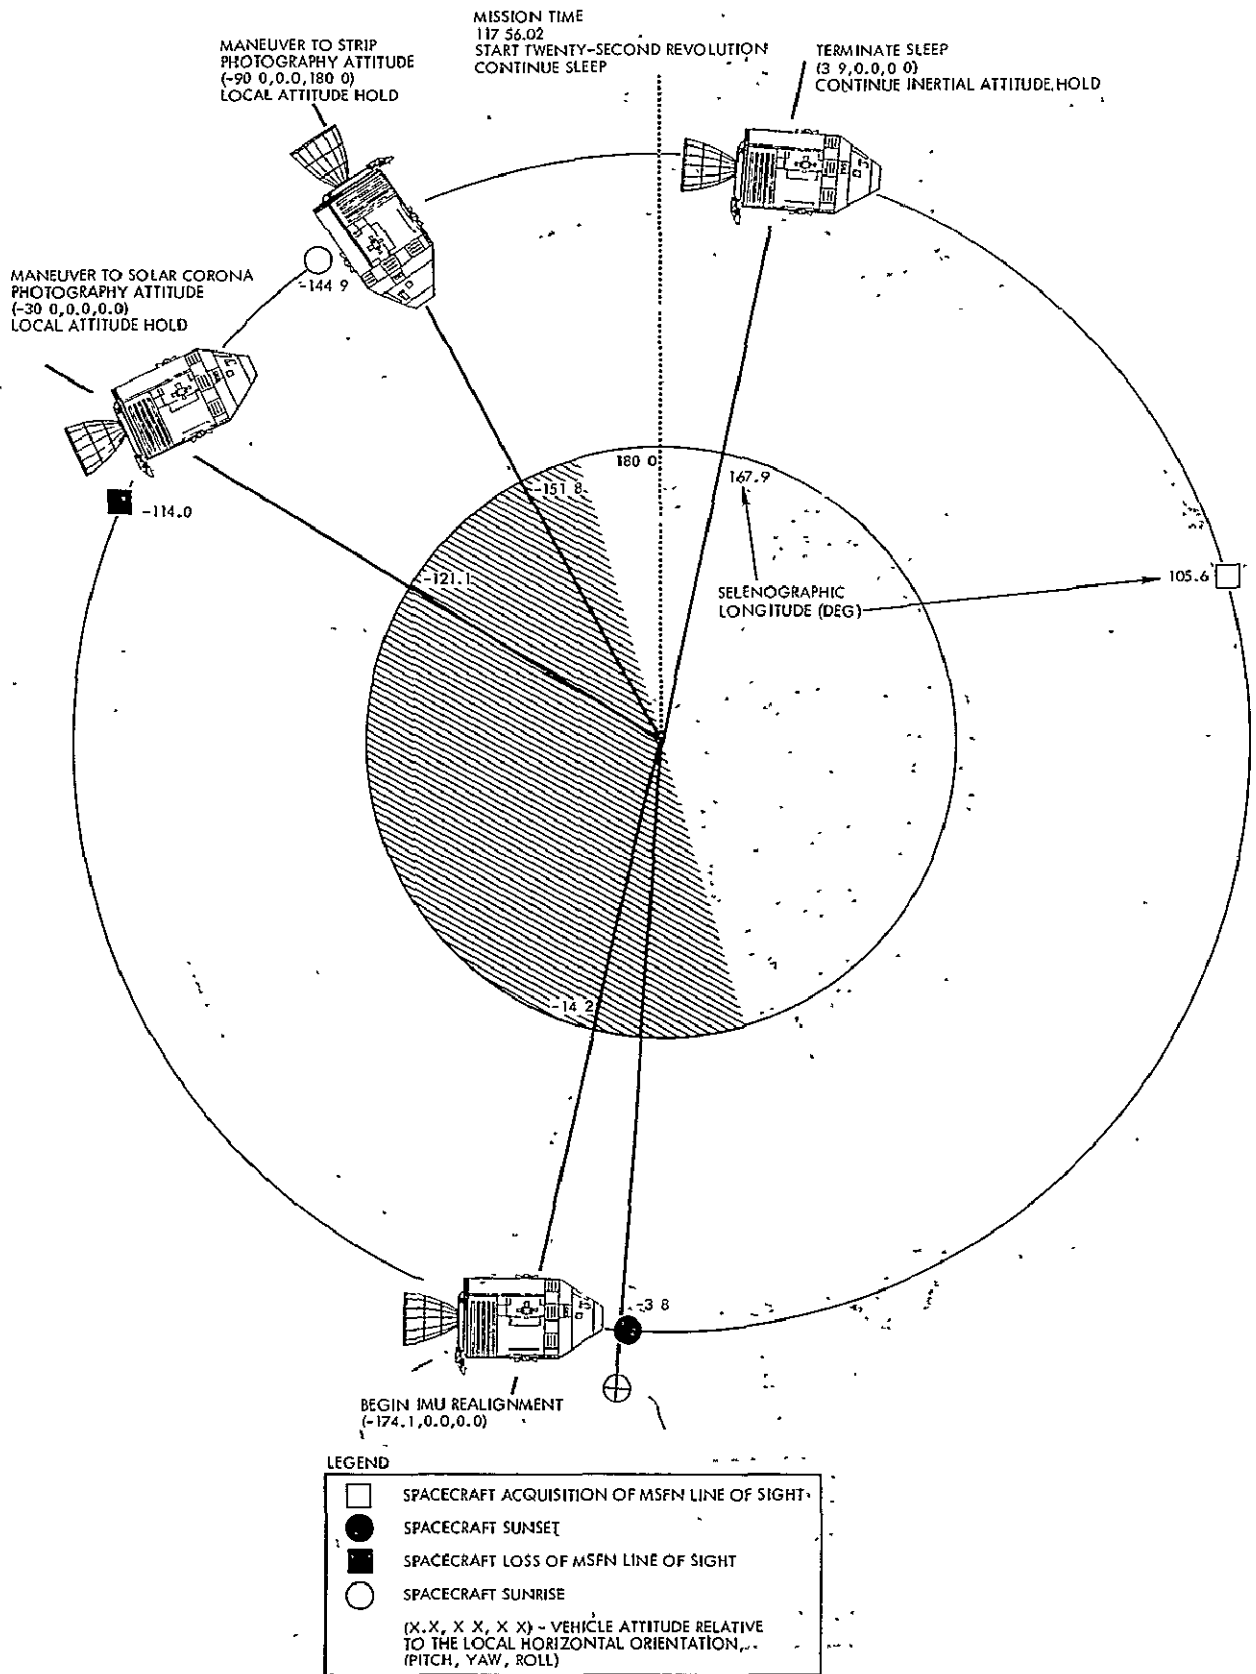 MISSION TIME
117 56.02
START TWENTY-SECOND REVOLUTION
CONTINUE SLEEP
MANEUVER TO STRIP
PHOTOGRAPHY ATTITUDE
(-90 0,0.0,180 0)
LOCAL ATTITUDE HOLD
TERMINATE SLEEP
(3 9,0.0,0 0)
CONTINUE INERTIAL ATTITUDE HOLD
MANEUVER TO SOLAR CORONA
PHOTOGRAPHY ATTITUDE
(-30 0,0.0,0.0)
LOCAL ATTITUDE HOLD
-144 9
180 0
-151 8
167.9
-114.0
-121.1
SELENOGRAPHIC
LONGITUDE (DEG)
105.6
-14 2
-3 8
BEGIN IMU REALIGNMENT
(-174.1,0.0,0.0)
LEGEND
SPACECRAFT ACQUISITION OF MSFN LINE OF SIGHT
SPACECRAFT SUNSET
SPACECRAFT LOSS OF MSFN LINE OF SIGHT
SPACECRAFT SUNRISE
(X.X, X X, X X) - VEHICLE ATTITUDE RELATIVE
TO THE LOCAL HORIZONTAL ORIENTATION,
(PITCH, YAW, ROLL)